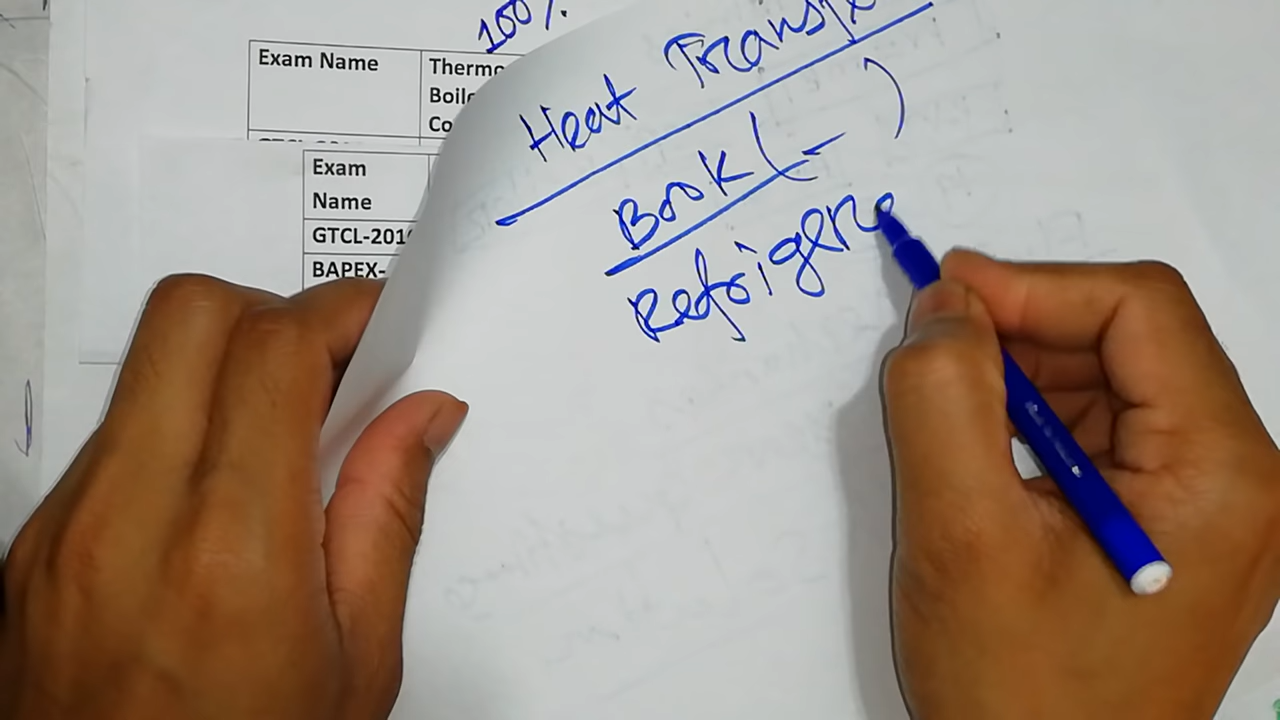 100%.
Exam Name
Thermo
Boile
Co
Exam
Name
GTCL-201
BAPEX-
Heat Transfe
Book ( - )
Refrigera